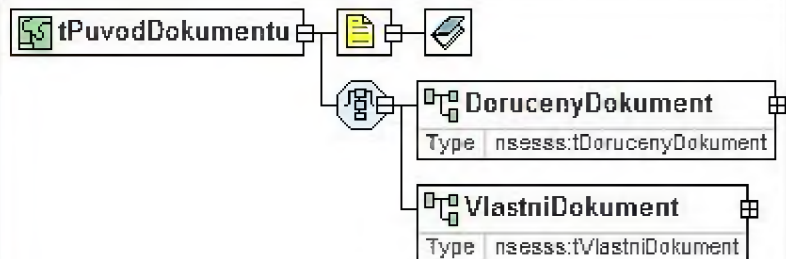 tPuvodDokumentu
DorucenyDokument
Type nsesss:tDorucenyDokument
VlastniDokument
Type nsesss:tVlastniDokument